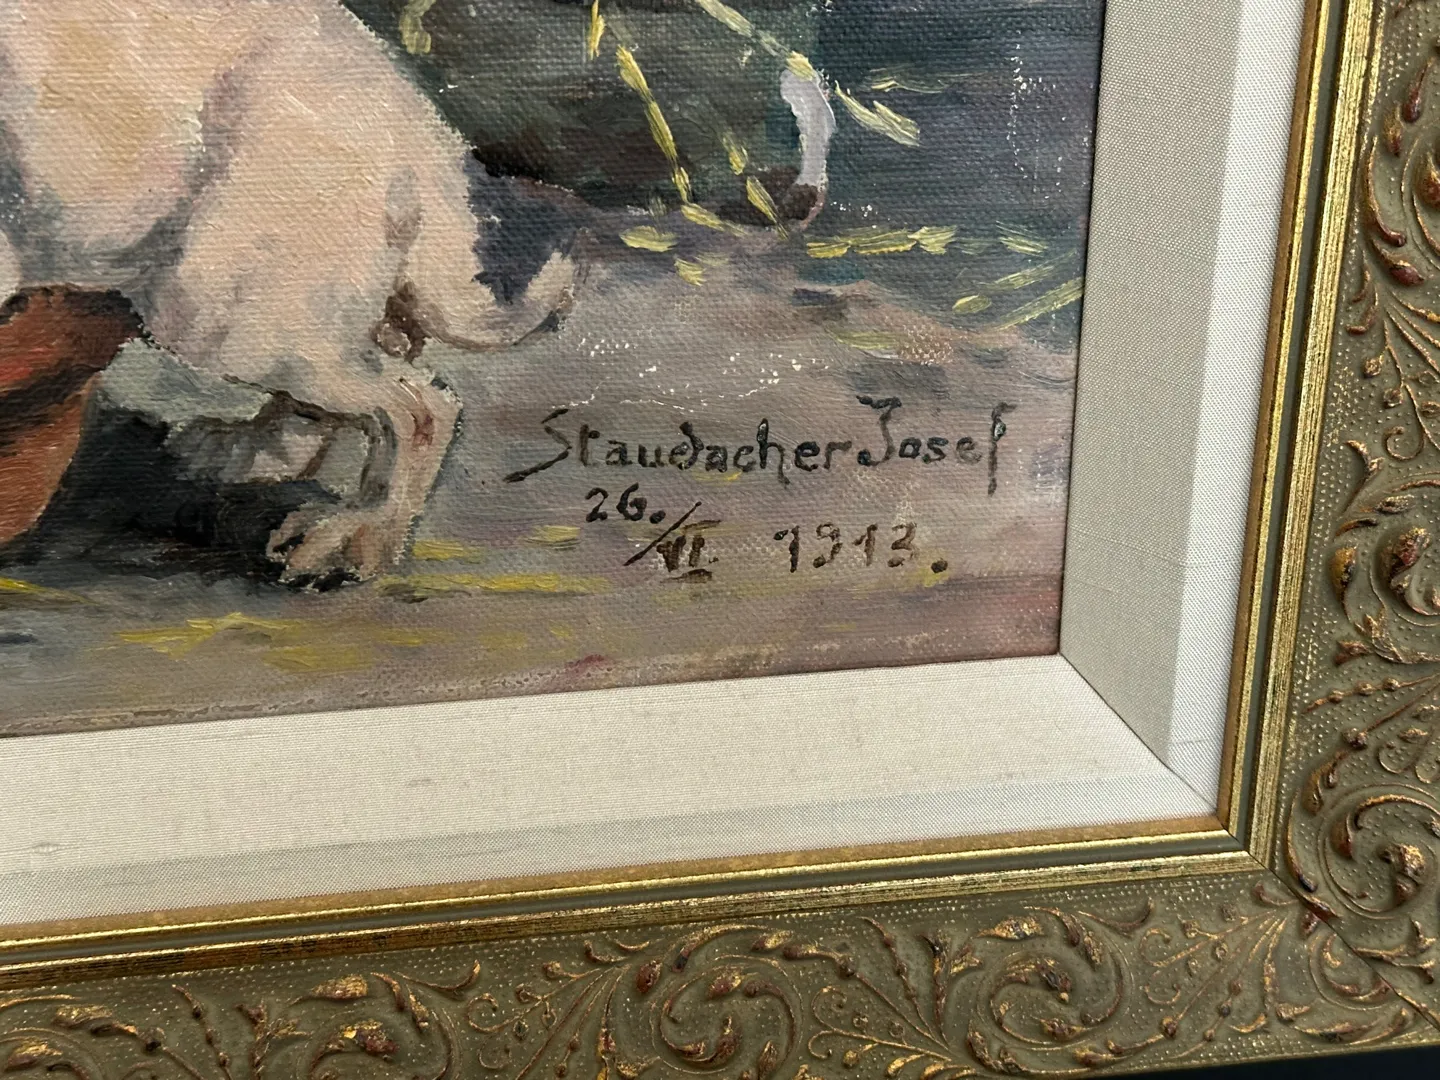 Staudacher Josef
26./VI 1913.